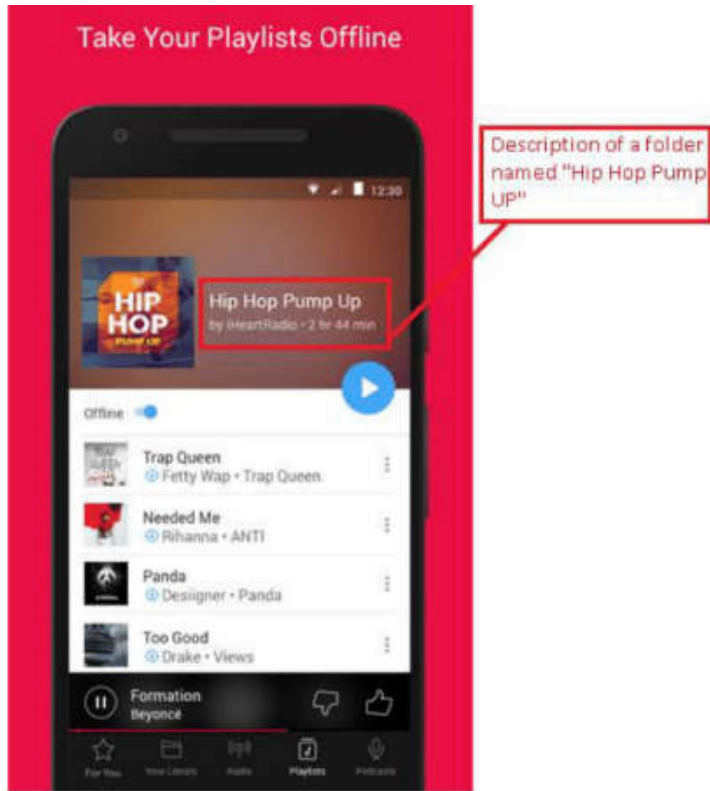 Take Your Playlists Offline
Description of a folder
named "Hip Hop Pump
UP"
12:30
HIP
HOP
PUMP UP
Hip Hop Pump Up
by iHeartRadio • 2 hr 44 min
Offline
Trap Queen
Fetty Wap • Trap Queen
Needed Me
Rihanna • ANTI
Panda
Desiigner • Panda
Too Good
Drake • Views
Formation
Beyoncé
For You
Your Library
Radio
Playlists
Podcasts